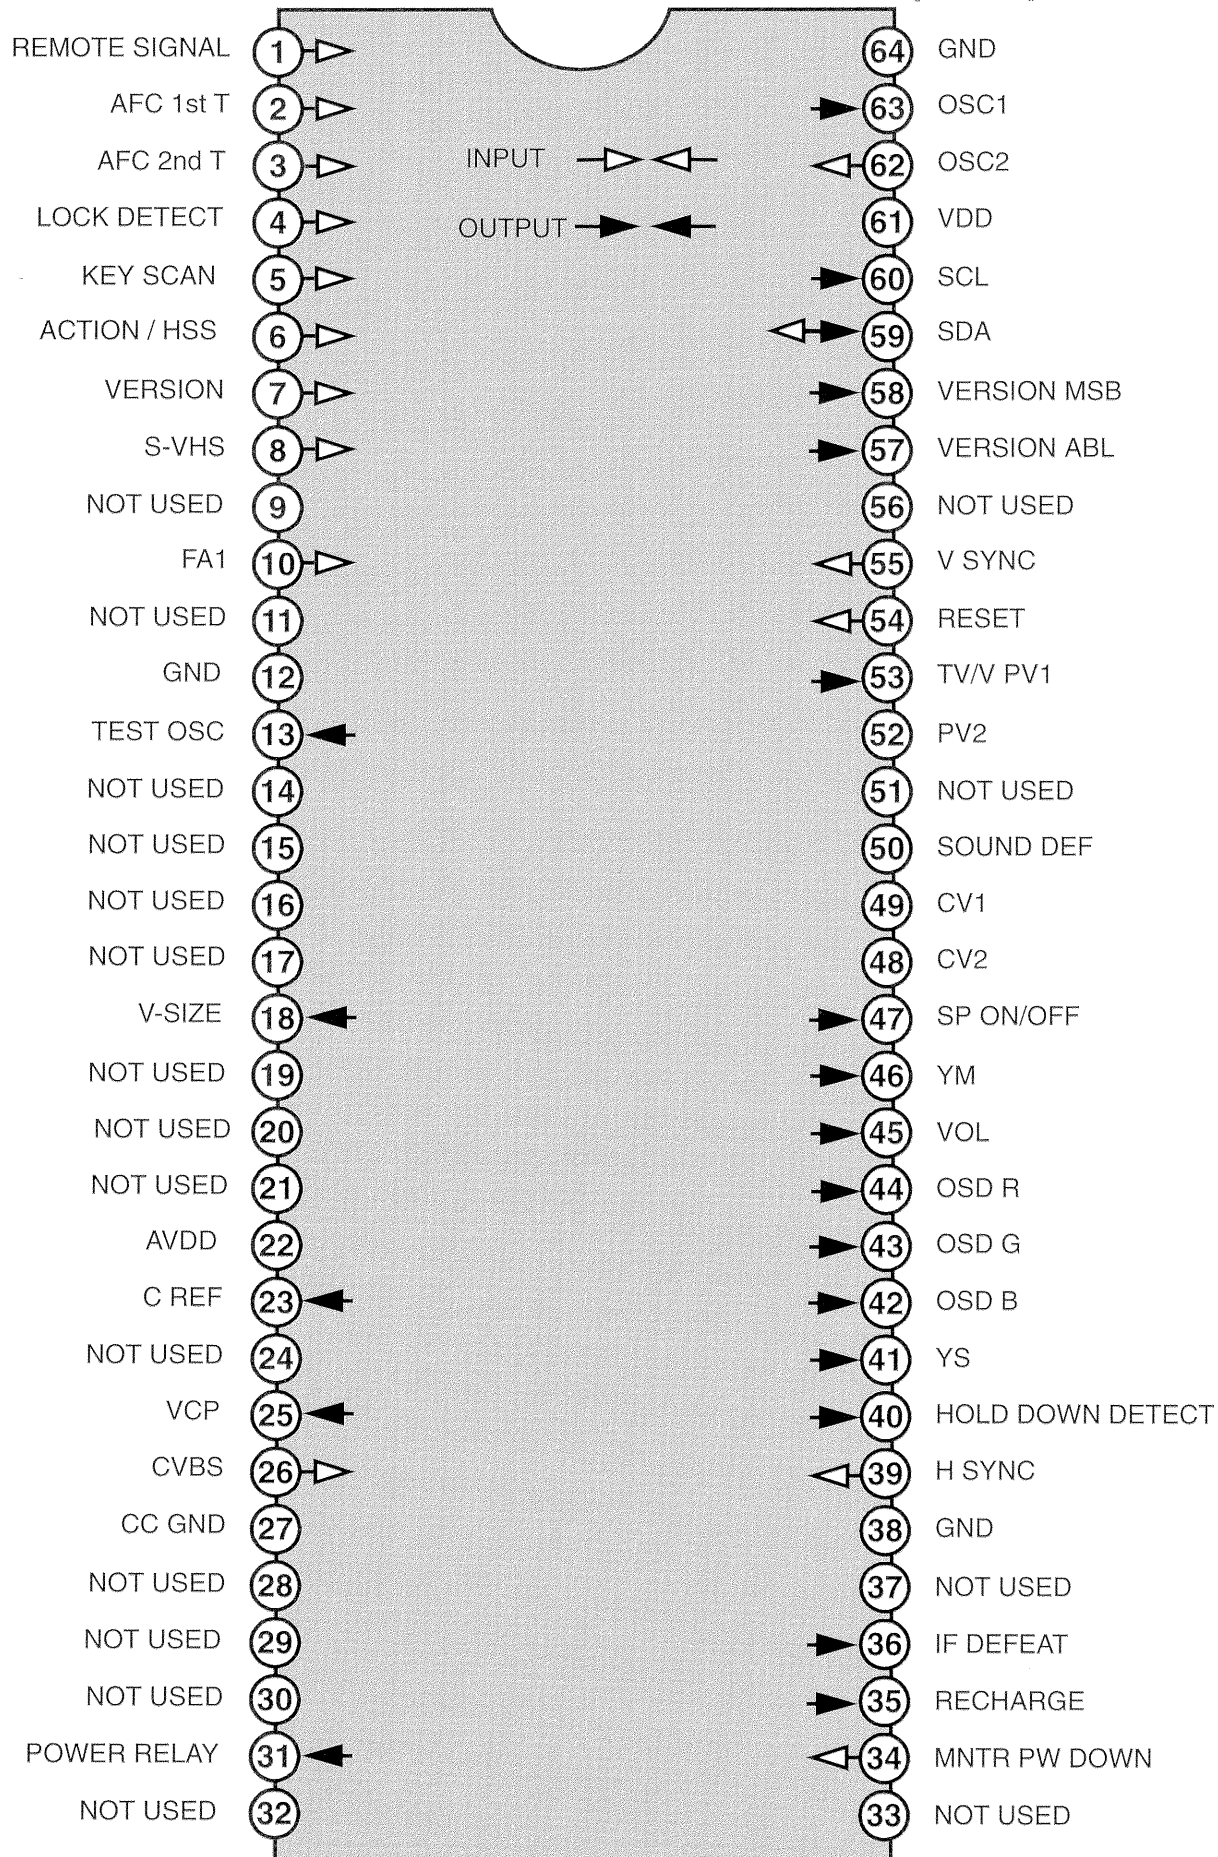 REMOTE SIGNAL 1 64 GND
AFC 1st T 2 63 OSC1
AFC 2nd T 3 INPUT 62 OSC2
LOCK DETECT 4 OUTPUT 61 VDD
KEY SCAN 5 60 SCL
ACTION / HSS 6 59 SDA
VERSION 7 58 VERSION MSB
S-VHS 8 57 VERSION ABL
NOT USED 9 56 NOT USED
FA1 10 55 V SYNC
NOT USED 11 54 RESET
GND 12 53 TV/V PV1
TEST OSC 13 52 PV2
NOT USED 14 51 NOT USED
NOT USED 15 50 SOUND DEF
NOT USED 16 49 CV1
NOT USED 17 48 CV2
V-SIZE 18 47 SP ON/OFF
NOT USED 19 46 YM
NOT USED 20 45 VOL
NOT USED 21 44 OSD R
AVDD 22 43 OSD G
C REF 23 42 OSD B
NOT USED 24 41 YS
VCP 25 40 HOLD DOWN DETECT
CVBS 26 39 H SYNC
CC GND 27 38 GND
NOT USED 28 37 NOT USED
NOT USED 29 36 IF DEFEAT
NOT USED 30 35 RECHARGE
POWER RELAY 31 34 MNTR PW DOWN
NOT USED 32 33 NOT USED